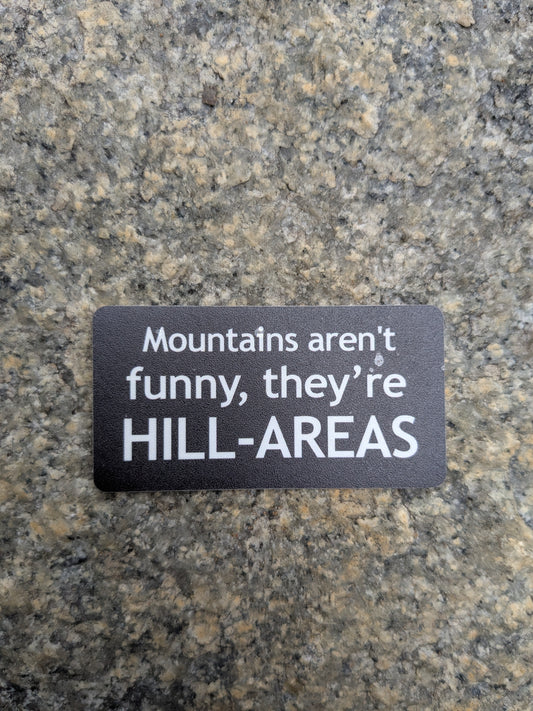 Mountains aren't
funny, they’re
HILL-AREAS